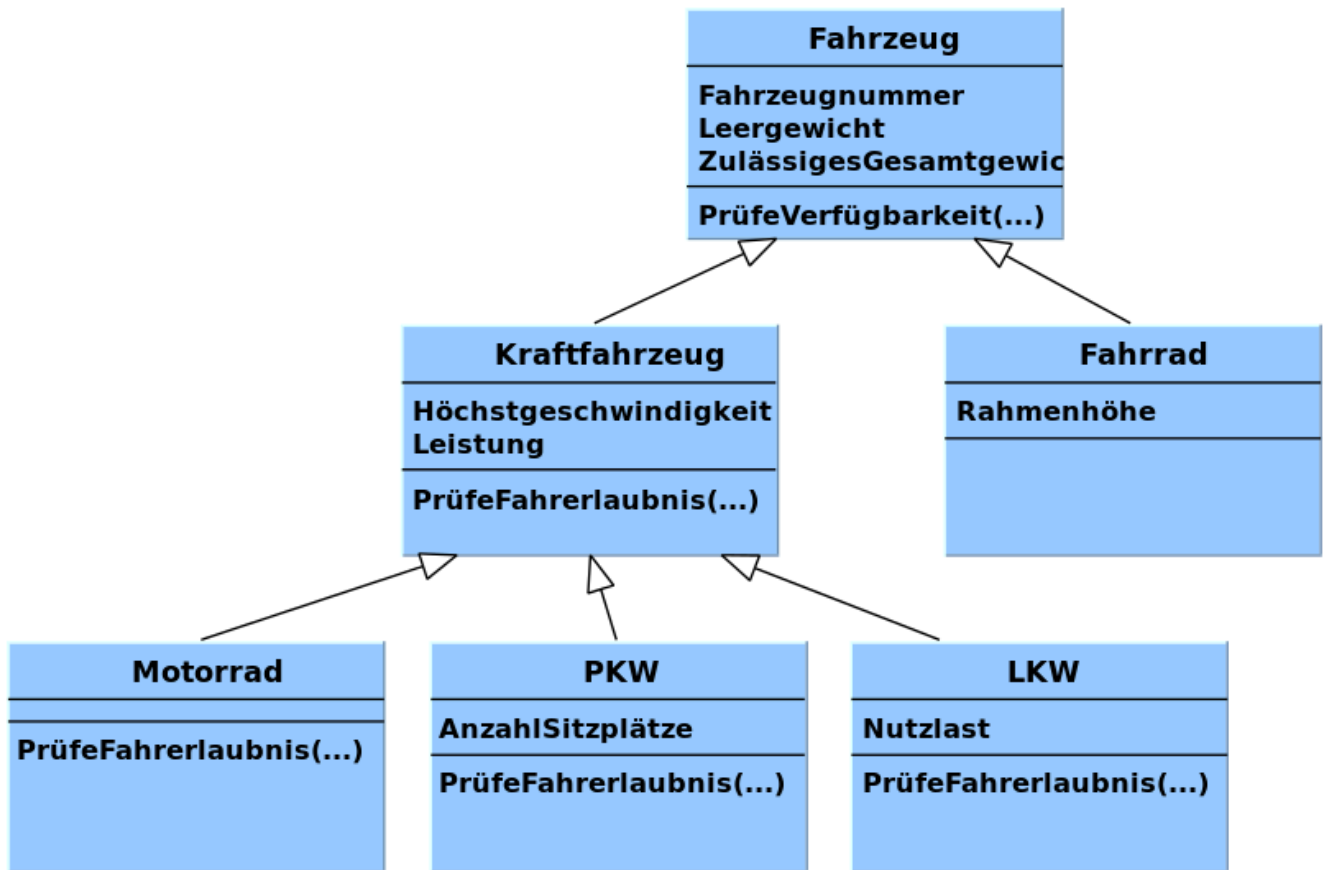 Fahrzeug
Fahrzeugnummer
Leergewicht
ZulässigesGesamtgewic
PrüfeVerfügbarkeit(...)
Kraftfahrzeug
Höchstgeschwindigkeit
Leistung
PrüfeFahrerlaubnis(...)
Fahrrad
Rahmenhöhe
Motorrad
PrüfeFahrerlaubnis(...)
PKW
AnzahlSitzplätze
PrüfeFahrerlaubnis(...)
LKW
Nutzlast
PrüfeFahrerlaubnis(...)